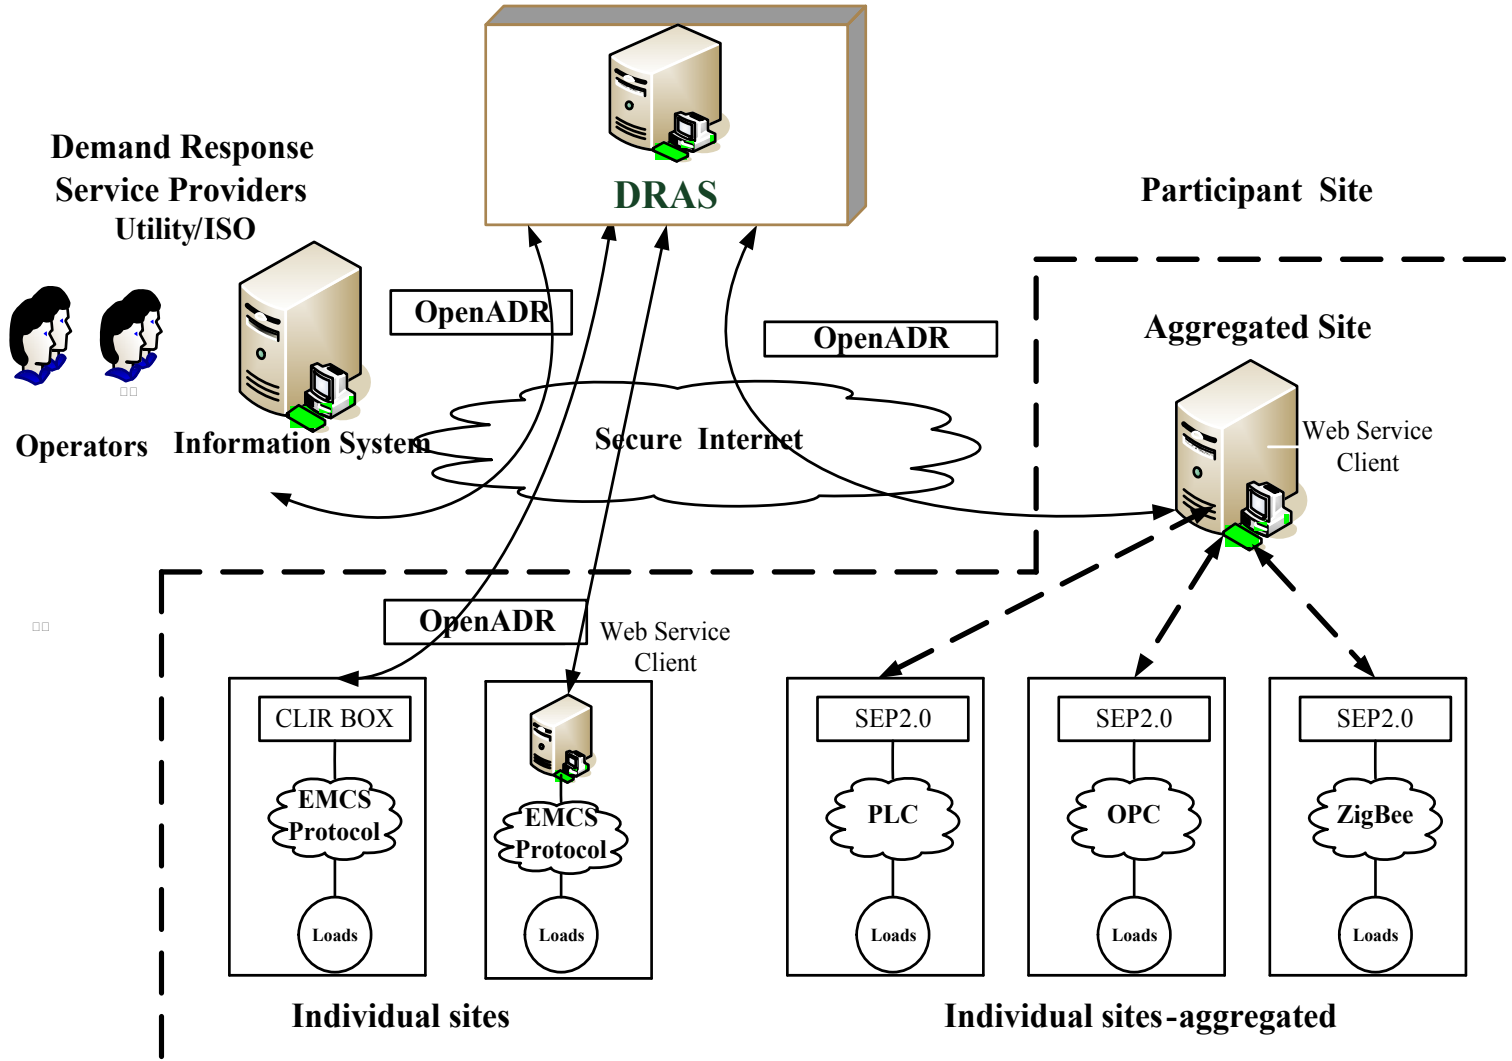 DRAS
Demand Response
Service Providers
Utility/ISO
Participant Site
OpenADR
OpenADR
Aggregated Site
Operators
Information System
Secure Internet
Web Service
Client
OpenADR
Web Service
Client
CLIR BOX
EMCS
Protocol
Loads
EMCS
Protocol
Loads
SEP2.0
PLC
Loads
SEP2.0
OPC
Loads
SEP2.0
ZigBee
Loads
Individual sites
Individual sites-aggregated